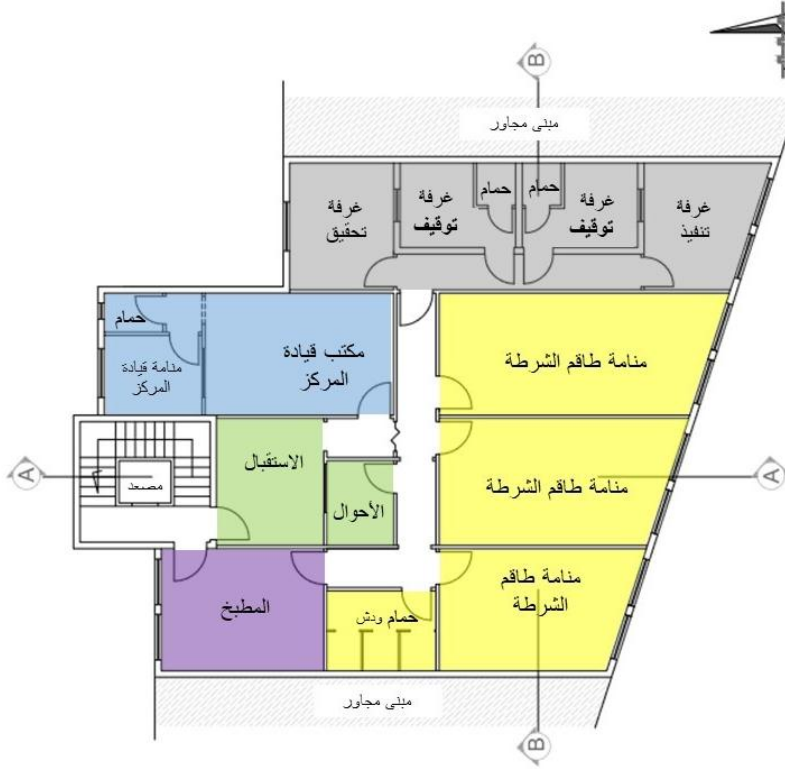 B
مبنى مجاور
غرفة
تنفيذ
غرفة
توقيف
حمام
حمام
غرفة
توقيف
غرفة
تحقيق
منامة طاقم الشرطة
مكتب قيادة
المركز
حمام
منامة قيادة
المركز
A
منامة طاقم الشرطة
الأحوال
الاستقبال
مصعد
A
منامة طاقم
الشرطة
حمام ودش
المطبخ
مبنى مجاور
B